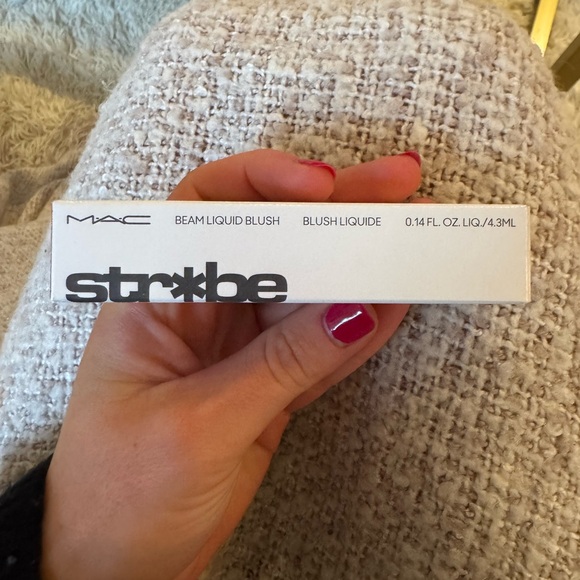 MAC BEAM LIQUID BLUSH BLUSH LIQUIDE 0.14 FL. OZ. LIQ./4.3ML
str*be